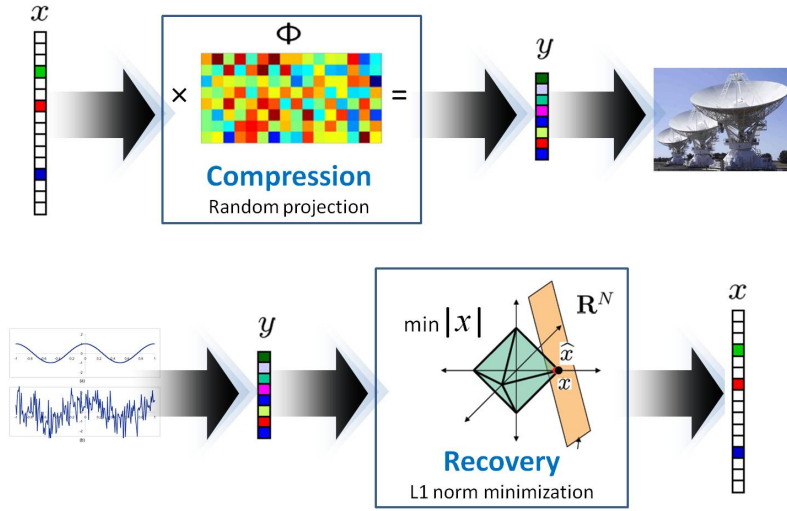 x
Φ
× =
y
Compression
Random projection
y
min |x|
R^N
x̂
x
Recovery
L1 norm minimization
x
(a)
(b)